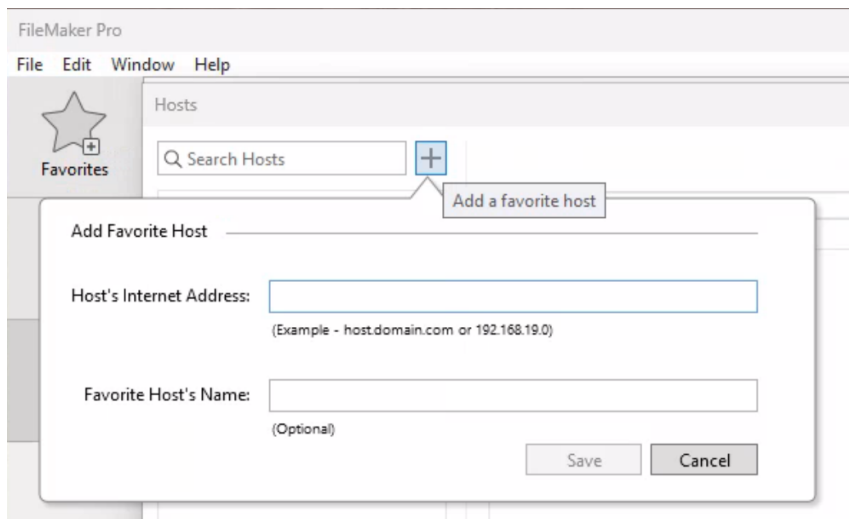 FileMaker Pro
File Edit Window Help
Hosts
Favorites
Search Hosts
Add a favorite host
Add Favorite Host
Host's Internet Address:
(Example - host.domain.com or 192.168.19.0)
Favorite Host's Name:
(Optional)
Save Cancel